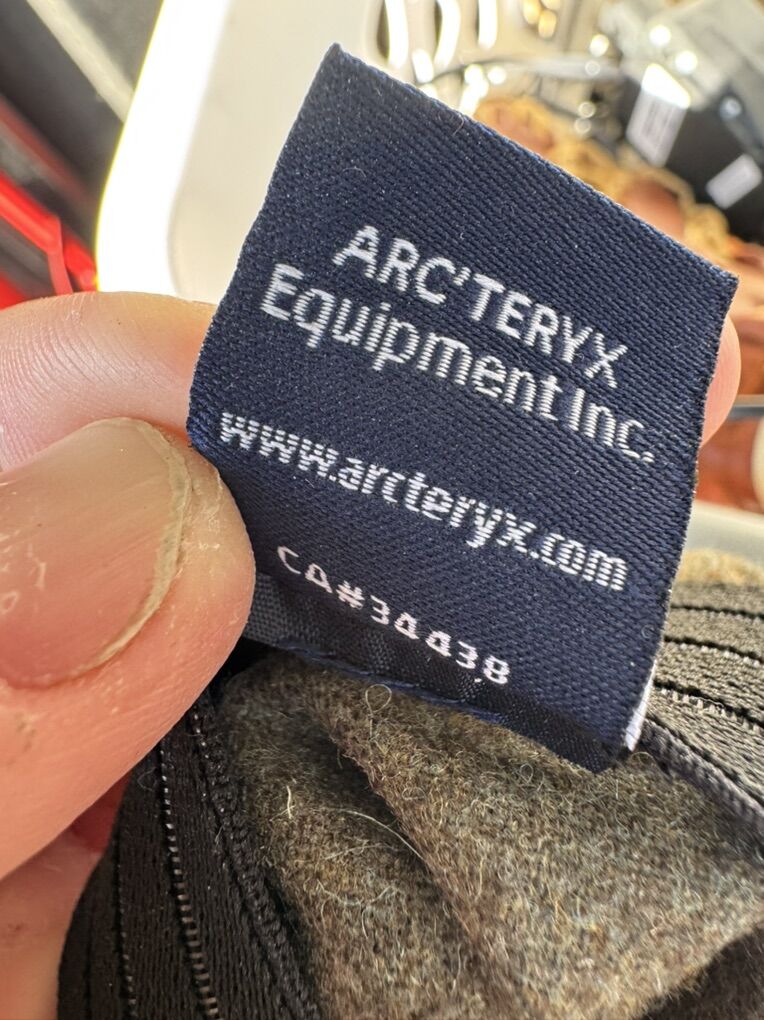 ARC'TERYX
Equipment Inc.
www.arcteryx.com
CA#34438